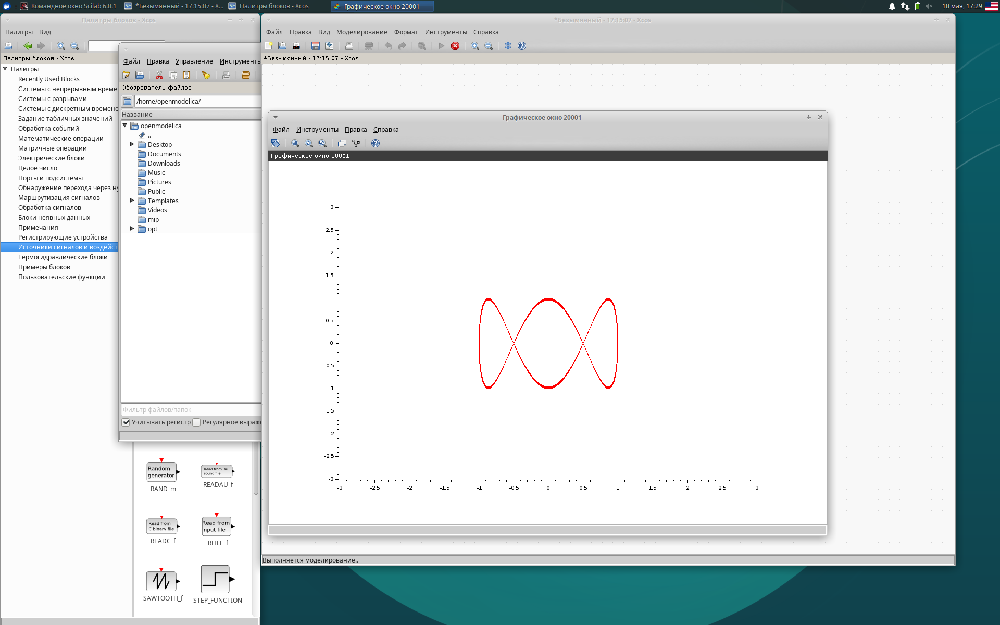 Командное окно Scilab 6.0.1
*Безымянный - 17:15:07 - X...
Палитры блоков - Xcos
Графическое окно 20001
10 мая, 17:29
Палитры блоков - Xcos
Палитры Вид
Палитры блоков - Xcos
Палитры
Recently Used Blocks
Системы с непрерывным време
Системы с разрывами
Системы с дискретным времене
Задание табличных значений
Обработка событий
Математические операции
Матричные операции
Электрические блоки
Целое число
Порты и подсистемы
Обнаружение перехода через ну
Маршрутизация сигналов
Обработка сигналов
Блоки неявных данных
Примечания
Регистрирующие устройства
Источники сигналов и воздейст
Термогидравлические блоки
Примеры блоков
Пользовательские функции
Файл Правка Управление Инструменты
Обозреватель файлов
/home/openmodelica/
Название
openmodelica
..
Desktop
Documents
Downloads
Music
Pictures
Public
Templates
Videos
mip
opt
Фильтр файлов/папок
Учитывать регистр Регулярное выраже
Random
generator
RAND_m
Read from .au
sound file
READAU_f
Read from
C binary file
READC_f
Read from
input file
RFILE_f
SAWTOOTH_f
STEP_FUNCTION
*Безымянный - 17:15:07 - Xcos
Файл Правка Вид Моделирование Формат Инструменты Справка
*Безымянный - 17:15:07 - Xcos
Графическое окно 20001
Файл Инструменты Правка Справка
Графическое окно 20001
3
2.5
2
1.5
1
0.5
0
-0.5
-1
-1.5
-2
-2.5
-3
-3 -2.5 -2 -1.5 -1 -0.5 0 0.5 1 1.5 2 2.5 3
Выполняется моделирование..